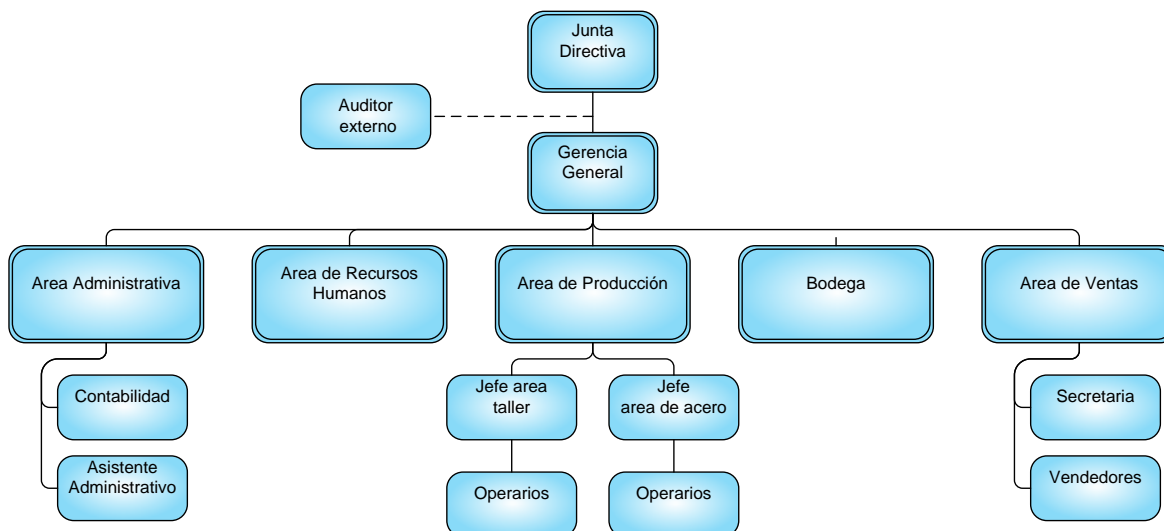 Junta
Directiva
Auditor
externo
Gerencia
General
Area Administrativa
Area de Recursos
Humanos
Area de Producción
Bodega
Area de Ventas
Contabilidad
Jefe area
taller
Jefe
area de acero
Secretaria
Asistente
Administrativo
Operarios
Operarios
Vendedores